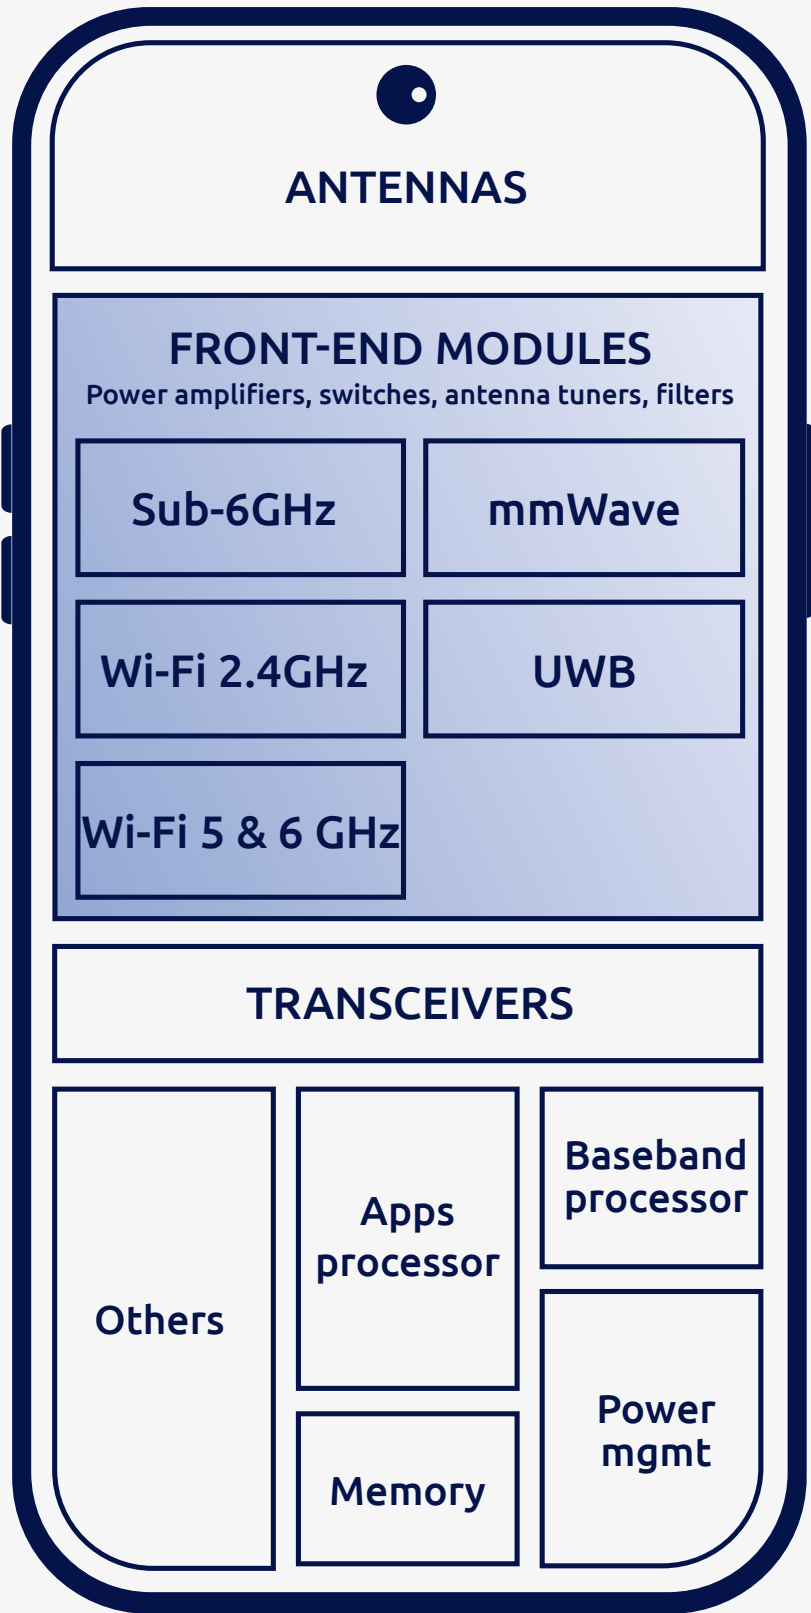 ANTENNAS
FRONT-END MODULES
Power amplifiers, switches, antenna tuners, filters
Sub-6GHz
mmWave
Wi-Fi 2.4GHz
UWB
Wi-Fi 5 & 6 GHz
TRANSCEIVERS
Others
Apps
processor
Memory
Baseband
processor
Power
mgmt